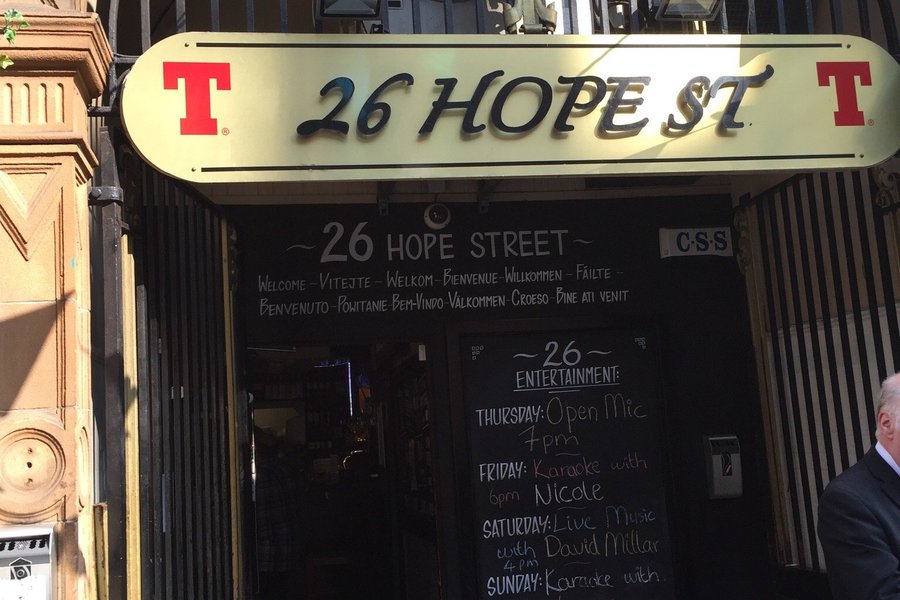 T 26 HOPE ST. T
~26 HOPE STREET~
C·S·S
WELCOME-VITEJTE-WELKOM-BIENVENUE-WILLKOMMEN-FÀILTE-
BENVENUTO-POWITANIE-BEM-VINDO-VÄLKOMMEN-CROESO-BINE ATI VENIT
~26~
ENTERTAINMENT:
THURSDAY: Open Mic
7pm
FRIDAY: Karaoke with
6pm Nicole
SATURDAY: Live Music
with David Millar
4pm
SUNDAY: Karaoke with